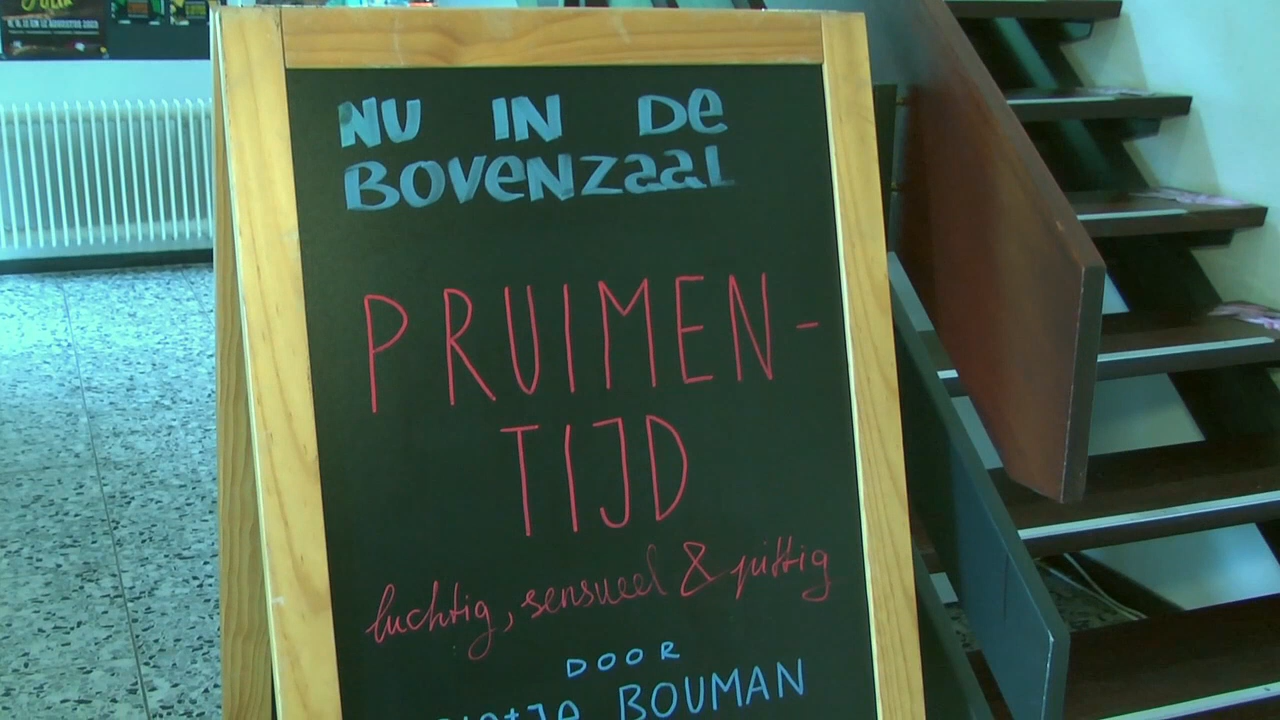 NU IN De
BOVeNZaaL
PRUIMEN-
TIJD
luchtig, sensueel & pittig
DOOR
BOUMAN